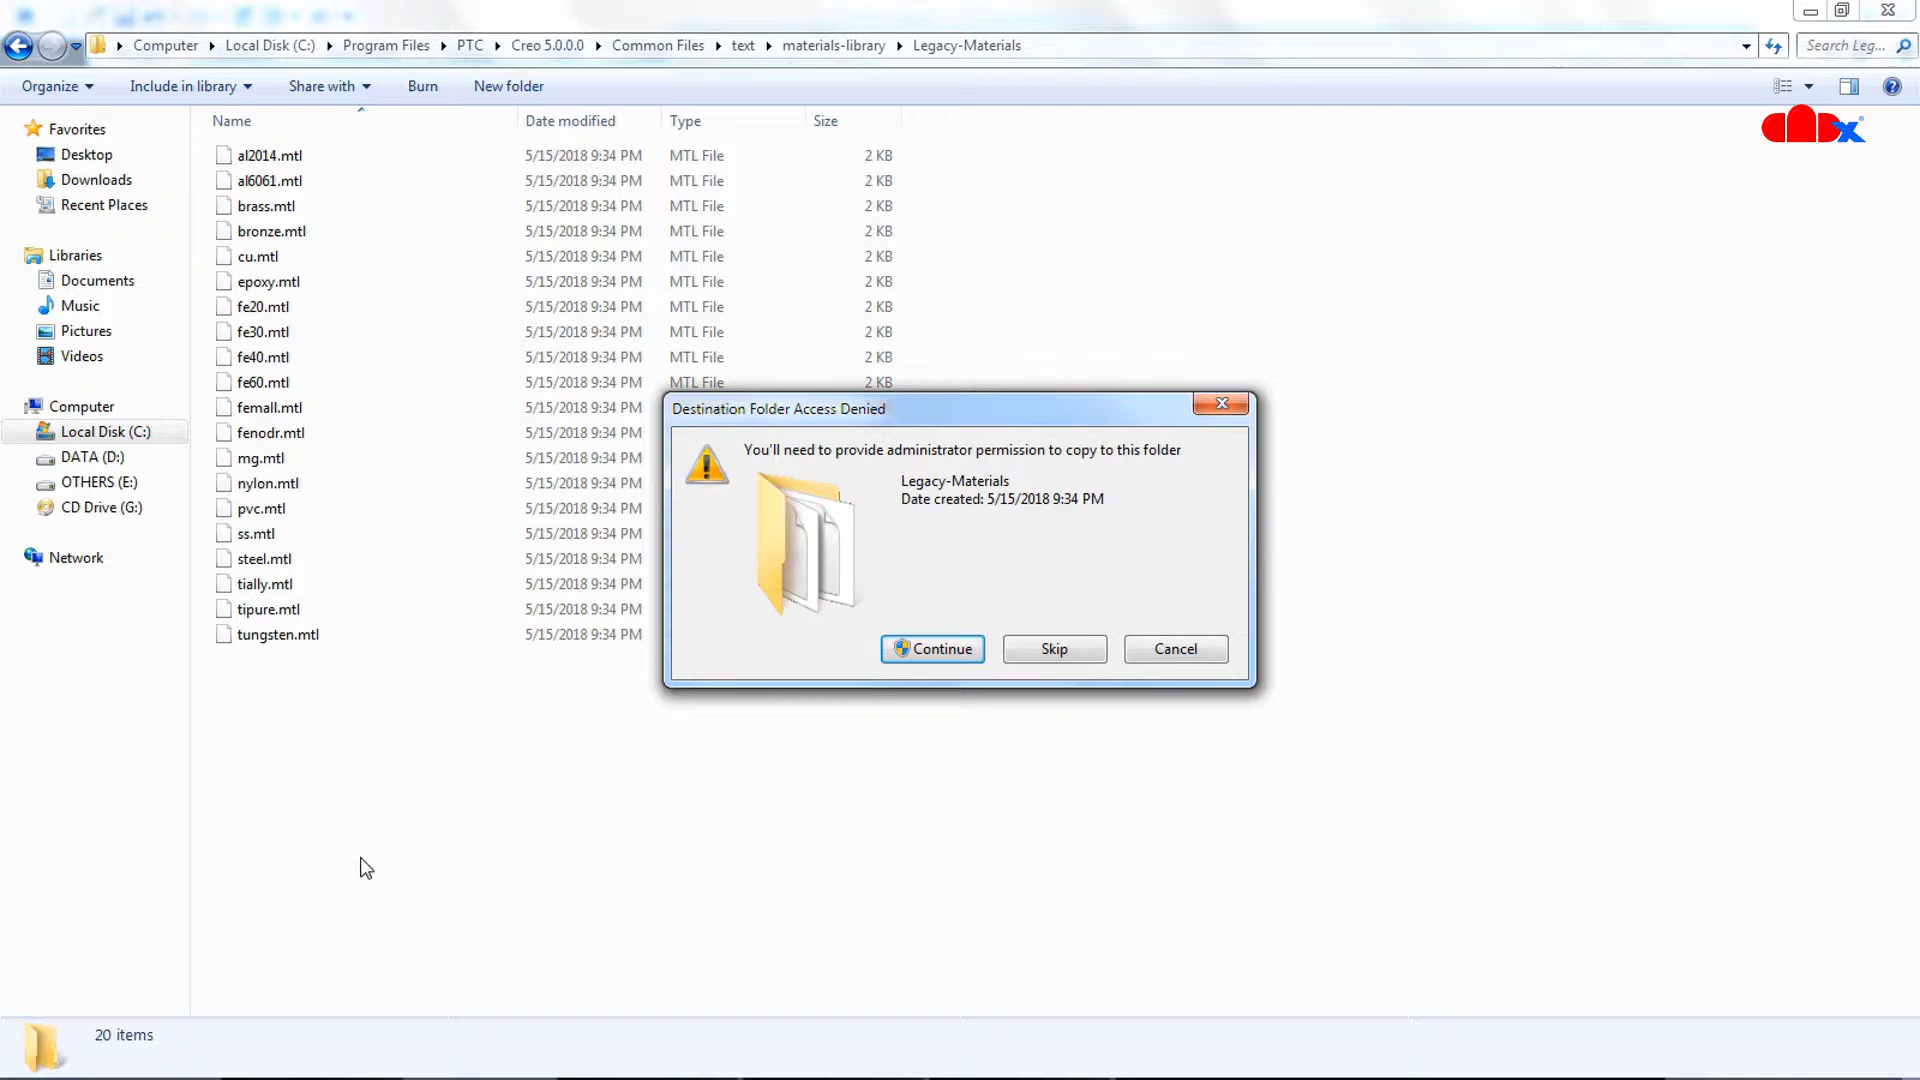 Computer Local Disk (C:) Program Files PTC Creo 5.0.0.0 Common Files text materials-library Legacy-Materials Search Leg...
Organize Include in library Share with Burn New folder
Name Date modified Type Size
Favorites
Desktop
Downloads
Recent Places
Libraries
Documents
Music
Pictures
Videos
Computer
Local Disk (C:)
DATA (D:)
OTHERS (E:)
CD Drive (G:)
Network
al2014.mtl 5/15/2018 9:34 PM MTL File 2 KB
al6061.mtl 5/15/2018 9:34 PM MTL File 2 KB
brass.mtl 5/15/2018 9:34 PM MTL File 2 KB
bronze.mtl 5/15/2018 9:34 PM MTL File 2 KB
cu.mtl 5/15/2018 9:34 PM MTL File 2 KB
epoxy.mtl 5/15/2018 9:34 PM MTL File 2 KB
fe20.mtl 5/15/2018 9:34 PM MTL File 2 KB
fe30.mtl 5/15/2018 9:34 PM MTL File 2 KB
fe40.mtl 5/15/2018 9:34 PM MTL File 2 KB
fe60.mtl 5/15/2018 9:34 PM MTL File 2 KB
femall.mtl 5/15/2018 9:34 PM
fenodr.mtl 5/15/2018 9:34 PM
mg.mtl 5/15/2018 9:34 PM
nylon.mtl 5/15/2018 9:34 PM
pvc.mtl 5/15/2018 9:34 PM
ss.mtl 5/15/2018 9:34 PM
steel.mtl 5/15/2018 9:34 PM
tially.mtl 5/15/2018 9:34 PM
tipure.mtl 5/15/2018 9:34 PM
tungsten.mtl 5/15/2018 9:34 PM
Destination Folder Access Denied
You'll need to provide administrator permission to copy to this folder
Legacy-Materials
Date created: 5/15/2018 9:34 PM
Continue Skip Cancel
20 items